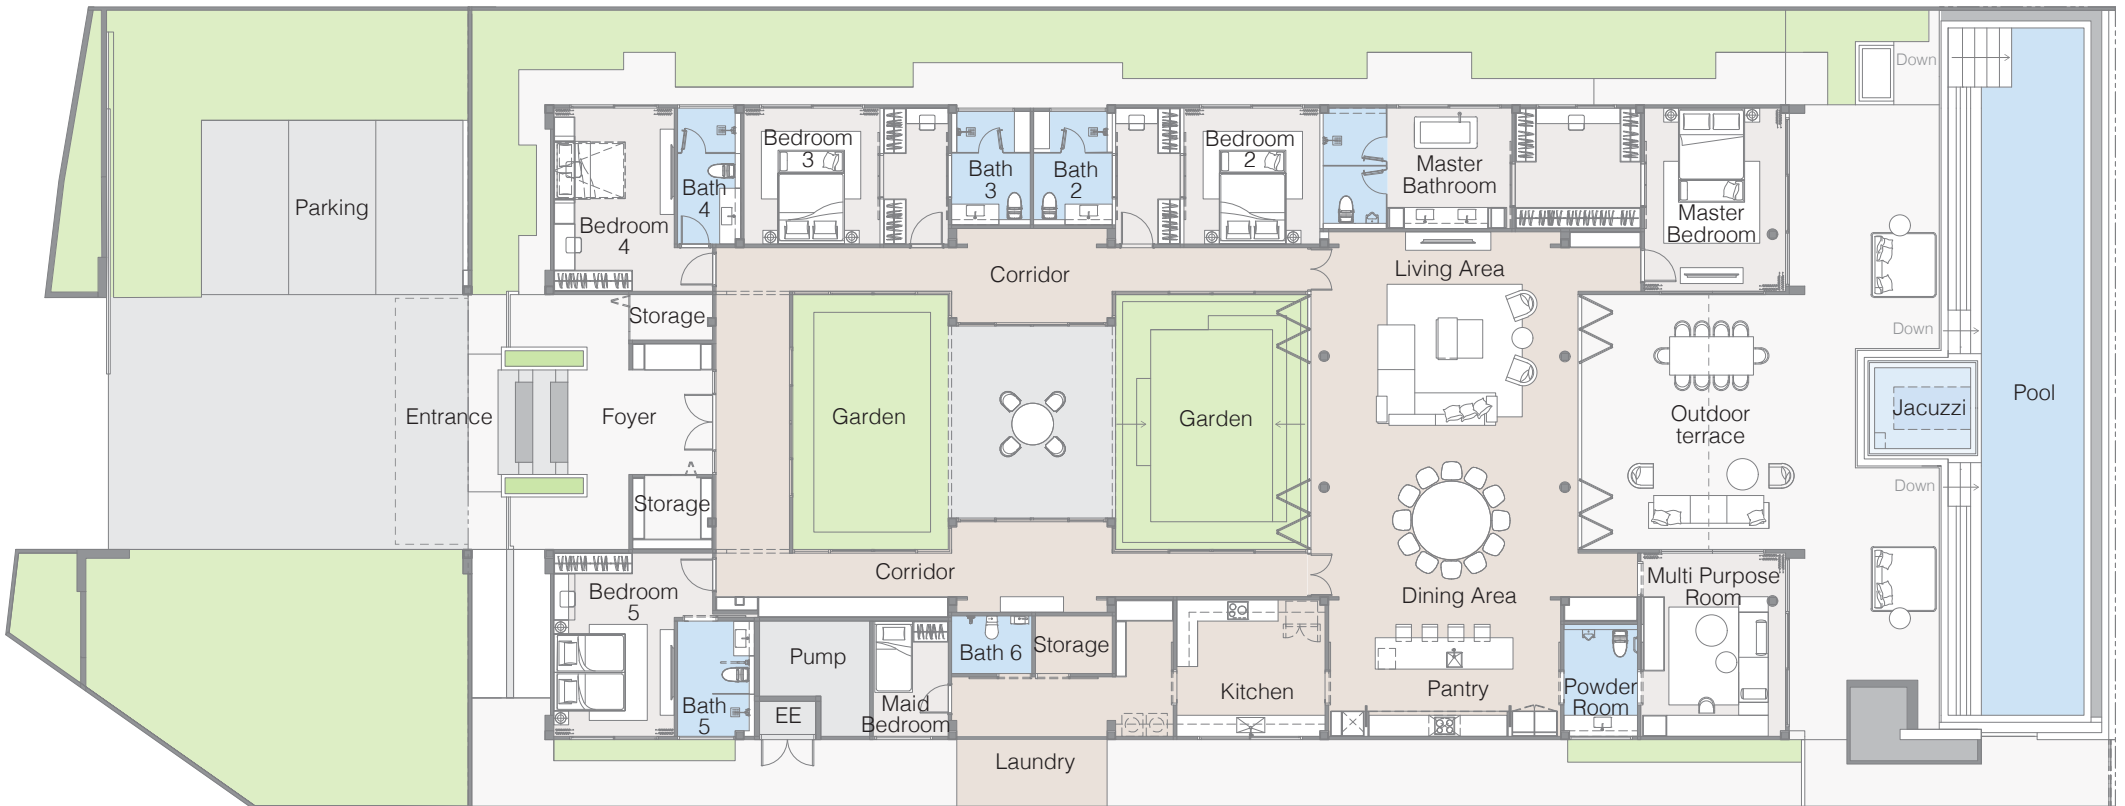 Down
Bedroom
3
Bedroom
2
Bath
3
Bath
2
Master
Bathroom
Bath
4
Parking
Bedroom
4
Master
Bedroom
Corridor
Living Area
Storage
Down
Entrance
Foyer
Garden
Garden
Outdoor
terrace
Jacuzzi
Pool
Down
Storage
Corridor
Multi Purpose
Room
Bedroom
5
Dining Area
Pump
Bath 6
Storage
Kitchen
Pantry
Powder
Room
Bath
5
EE
Maid
Bedroom
Laundry